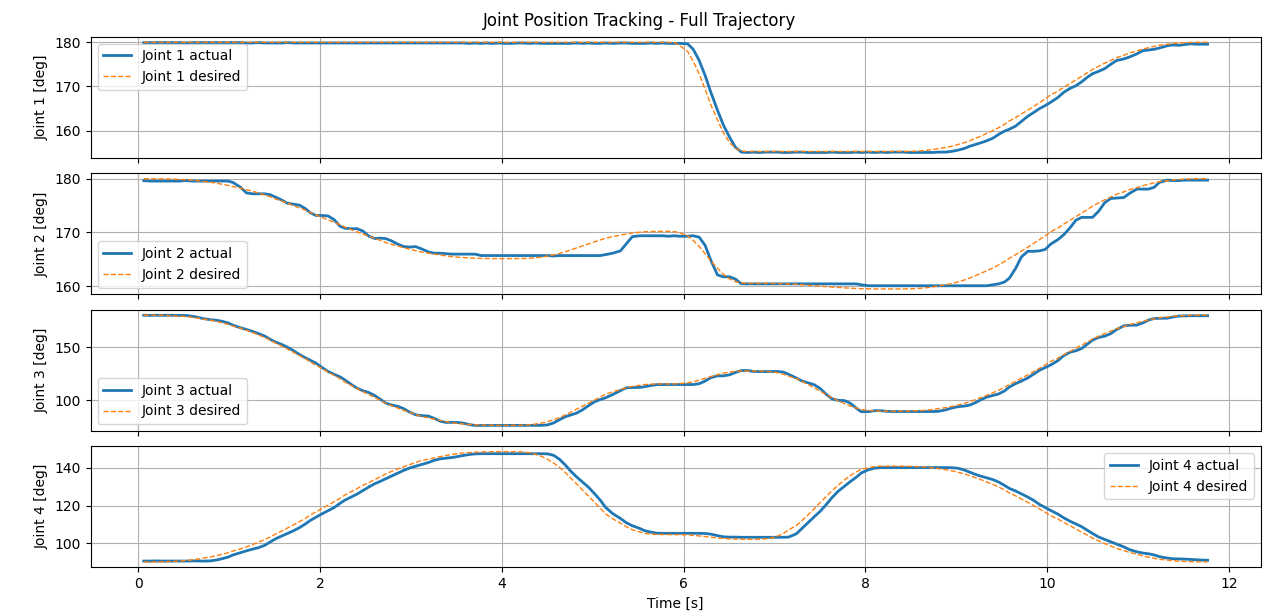 Joint Position Tracking - Full Trajectory
180
170
160
Joint 1 [deg]
Joint 1 actual
Joint 1 desired
180
170
160
Joint 2 [deg]
Joint 2 actual
Joint 2 desired
150
100
Joint 3 [deg]
Joint 3 actual
Joint 3 desired
140
120
100
Joint 4 [deg]
Joint 4 actual
Joint 4 desired
0 2 4 6 8 10 12
Time [s]